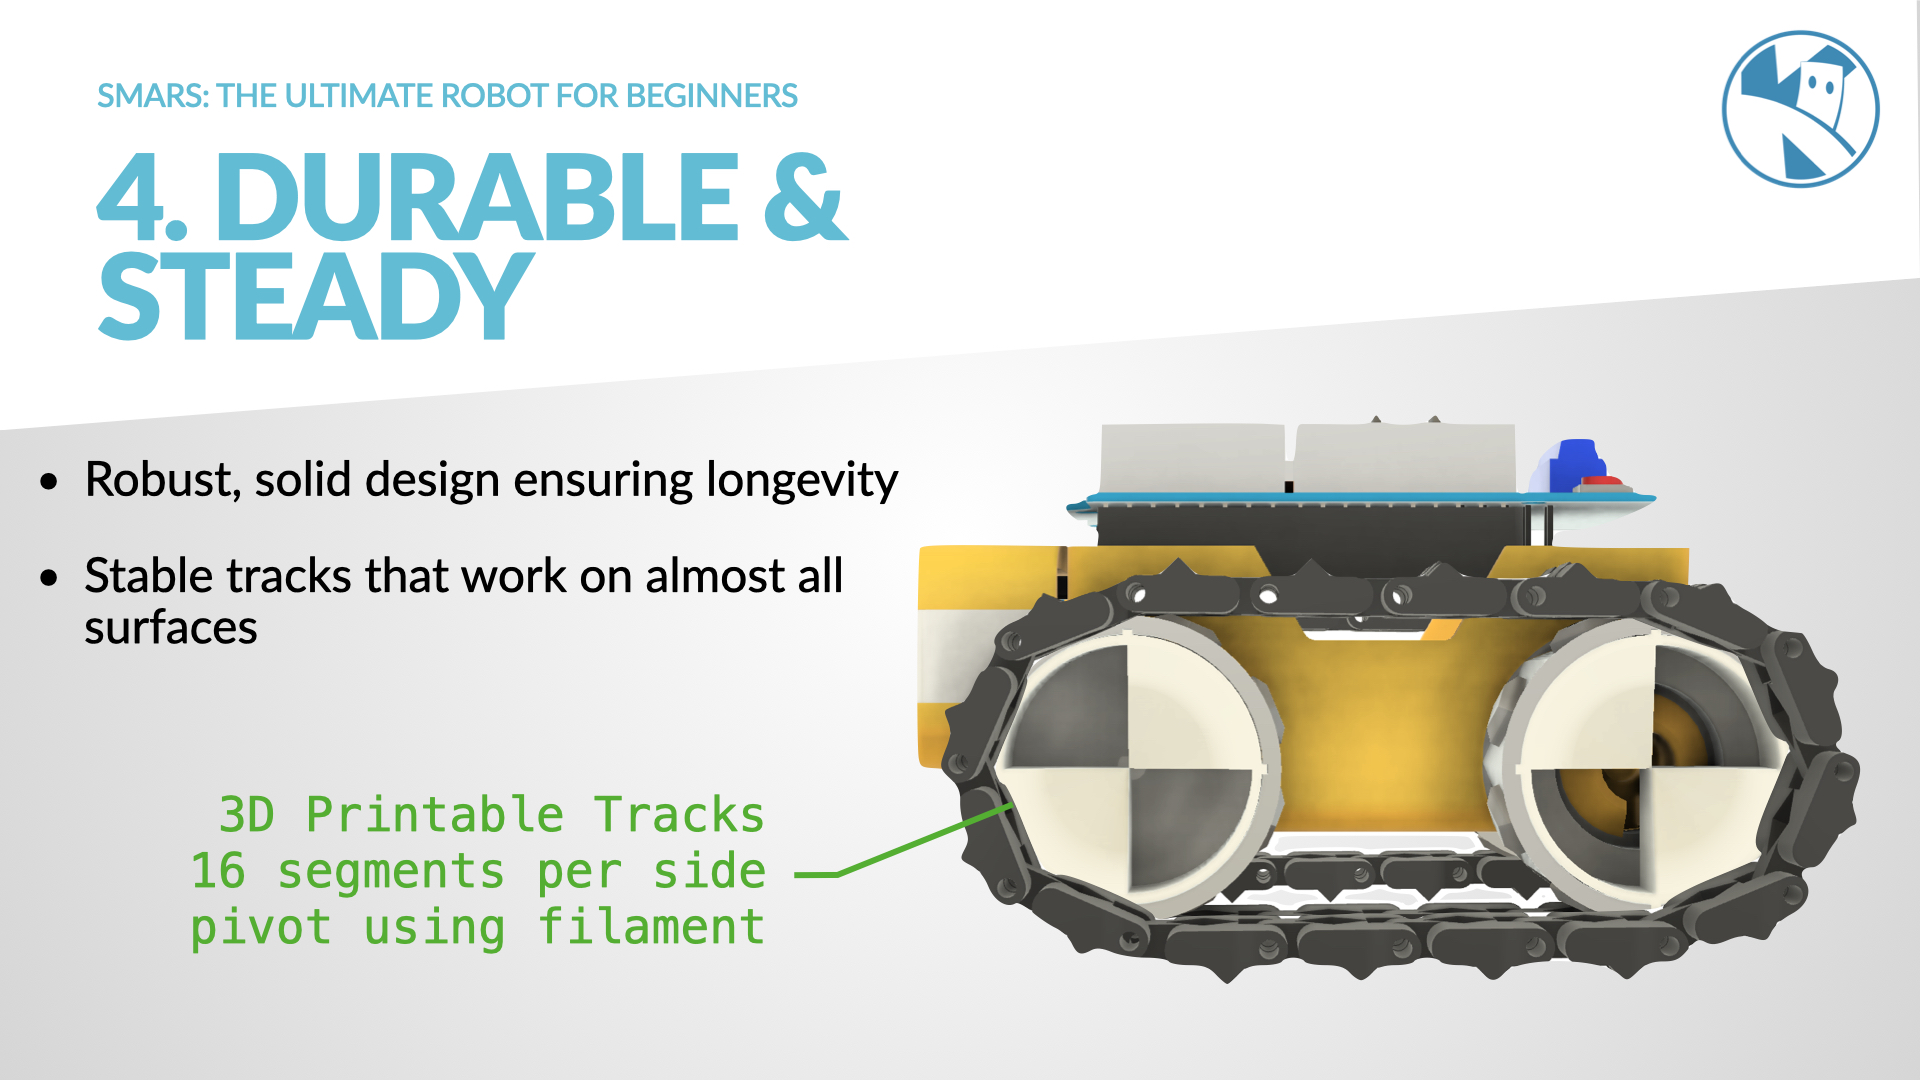 SMARS: THE ULTIMATE ROBOT FOR BEGINNERS
4. DURABLE &
STEADY
• Robust, solid design ensuring longevity
• Stable tracks that work on almost all
surfaces
3D Printable Tracks
16 segments per side
pivot using filament